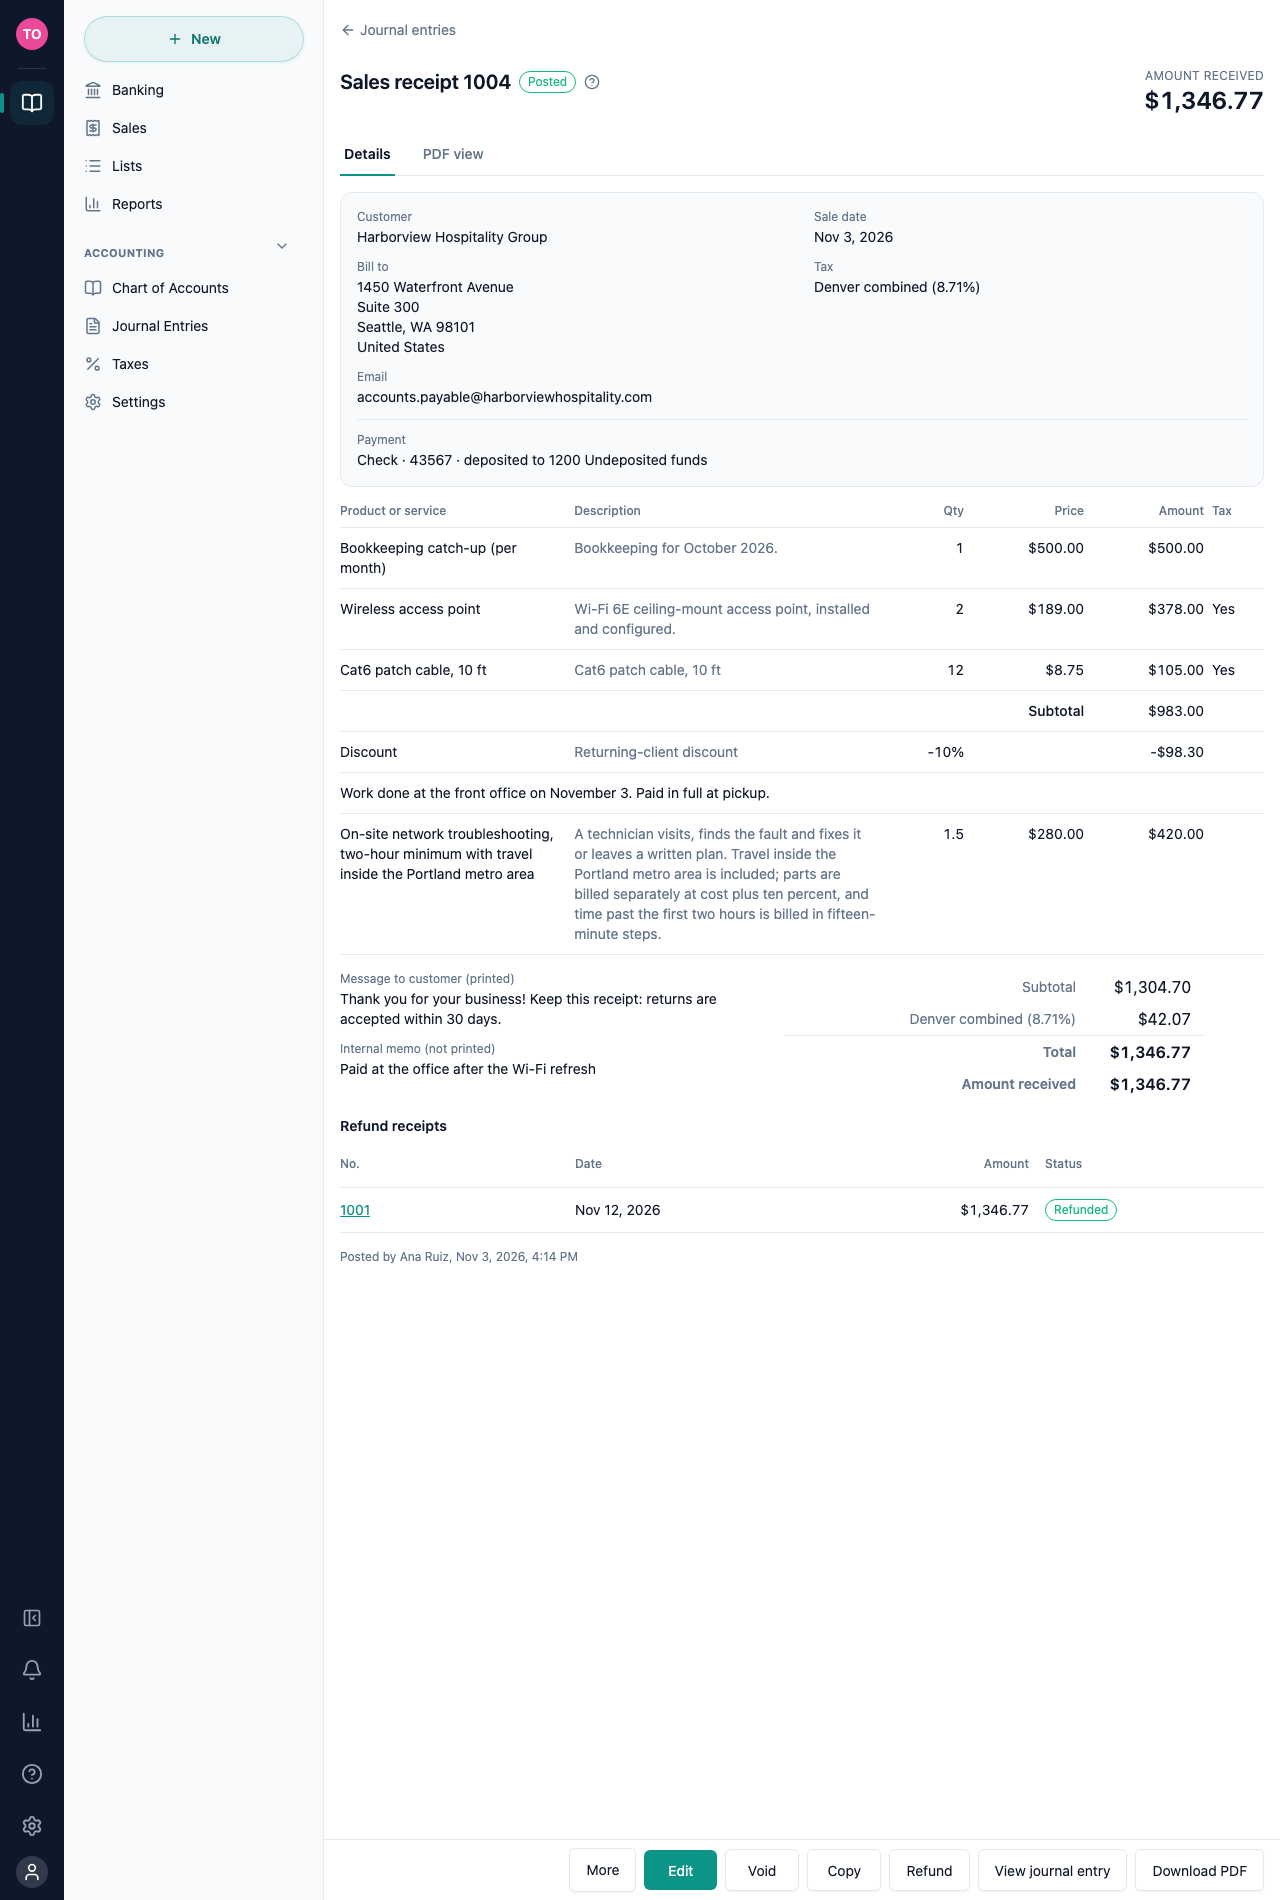 TO
New
Banking
Sales
Lists
Reports
ACCOUNTING
Chart of Accounts
Journal Entries
Taxes
Settings
Journal entries
Sales receipt 1004 Posted
AMOUNT RECEIVED
$1,346.77
Details PDF view
Customer
Harborview Hospitality Group
Sale date
Nov 3, 2026
Bill to
1450 Waterfront Avenue
Suite 300
Seattle, WA 98101
United States
Tax
Denver combined (8.71%)
Email
accounts.payable@harborviewhospitality.com
Payment
Check · 43567 · deposited to 1200 Undeposited funds
Product or service Description Qty Price Amount Tax
Bookkeeping catch-up (per Bookkeeping for October 2026. 1 $500.00 $500.00
month)
Wireless access point Wi-Fi 6E ceiling-mount access point, installed 2 $189.00 $378.00 Yes
and configured.
Cat6 patch cable, 10 ft Cat6 patch cable, 10 ft 12 $8.75 $105.00 Yes
Subtotal $983.00
Discount Returning-client discount -10% -$98.30
Work done at the front office on November 3. Paid in full at pickup.
On-site network troubleshooting, A technician visits, finds the fault and fixes it 1.5 $280.00 $420.00
two-hour minimum with travel or leaves a written plan. Travel inside the
inside the Portland metro area Portland metro area is included; parts are
billed separately at cost plus ten percent, and
time past the first two hours is billed in fifteen-
minute steps.
Message to customer (printed)
Thank you for your business! Keep this receipt: returns are
accepted within 30 days.
Internal memo (not printed)
Paid at the office after the Wi-Fi refresh
Subtotal $1,304.70
Denver combined (8.71%) $42.07
Total $1,346.77
Amount received $1,346.77
Refund receipts
No. Date Amount Status
1001 Nov 12, 2026 $1,346.77 Refunded
Posted by Ana Ruiz, Nov 3, 2026, 4:14 PM
More Edit Void Copy Refund View journal entry Download PDF